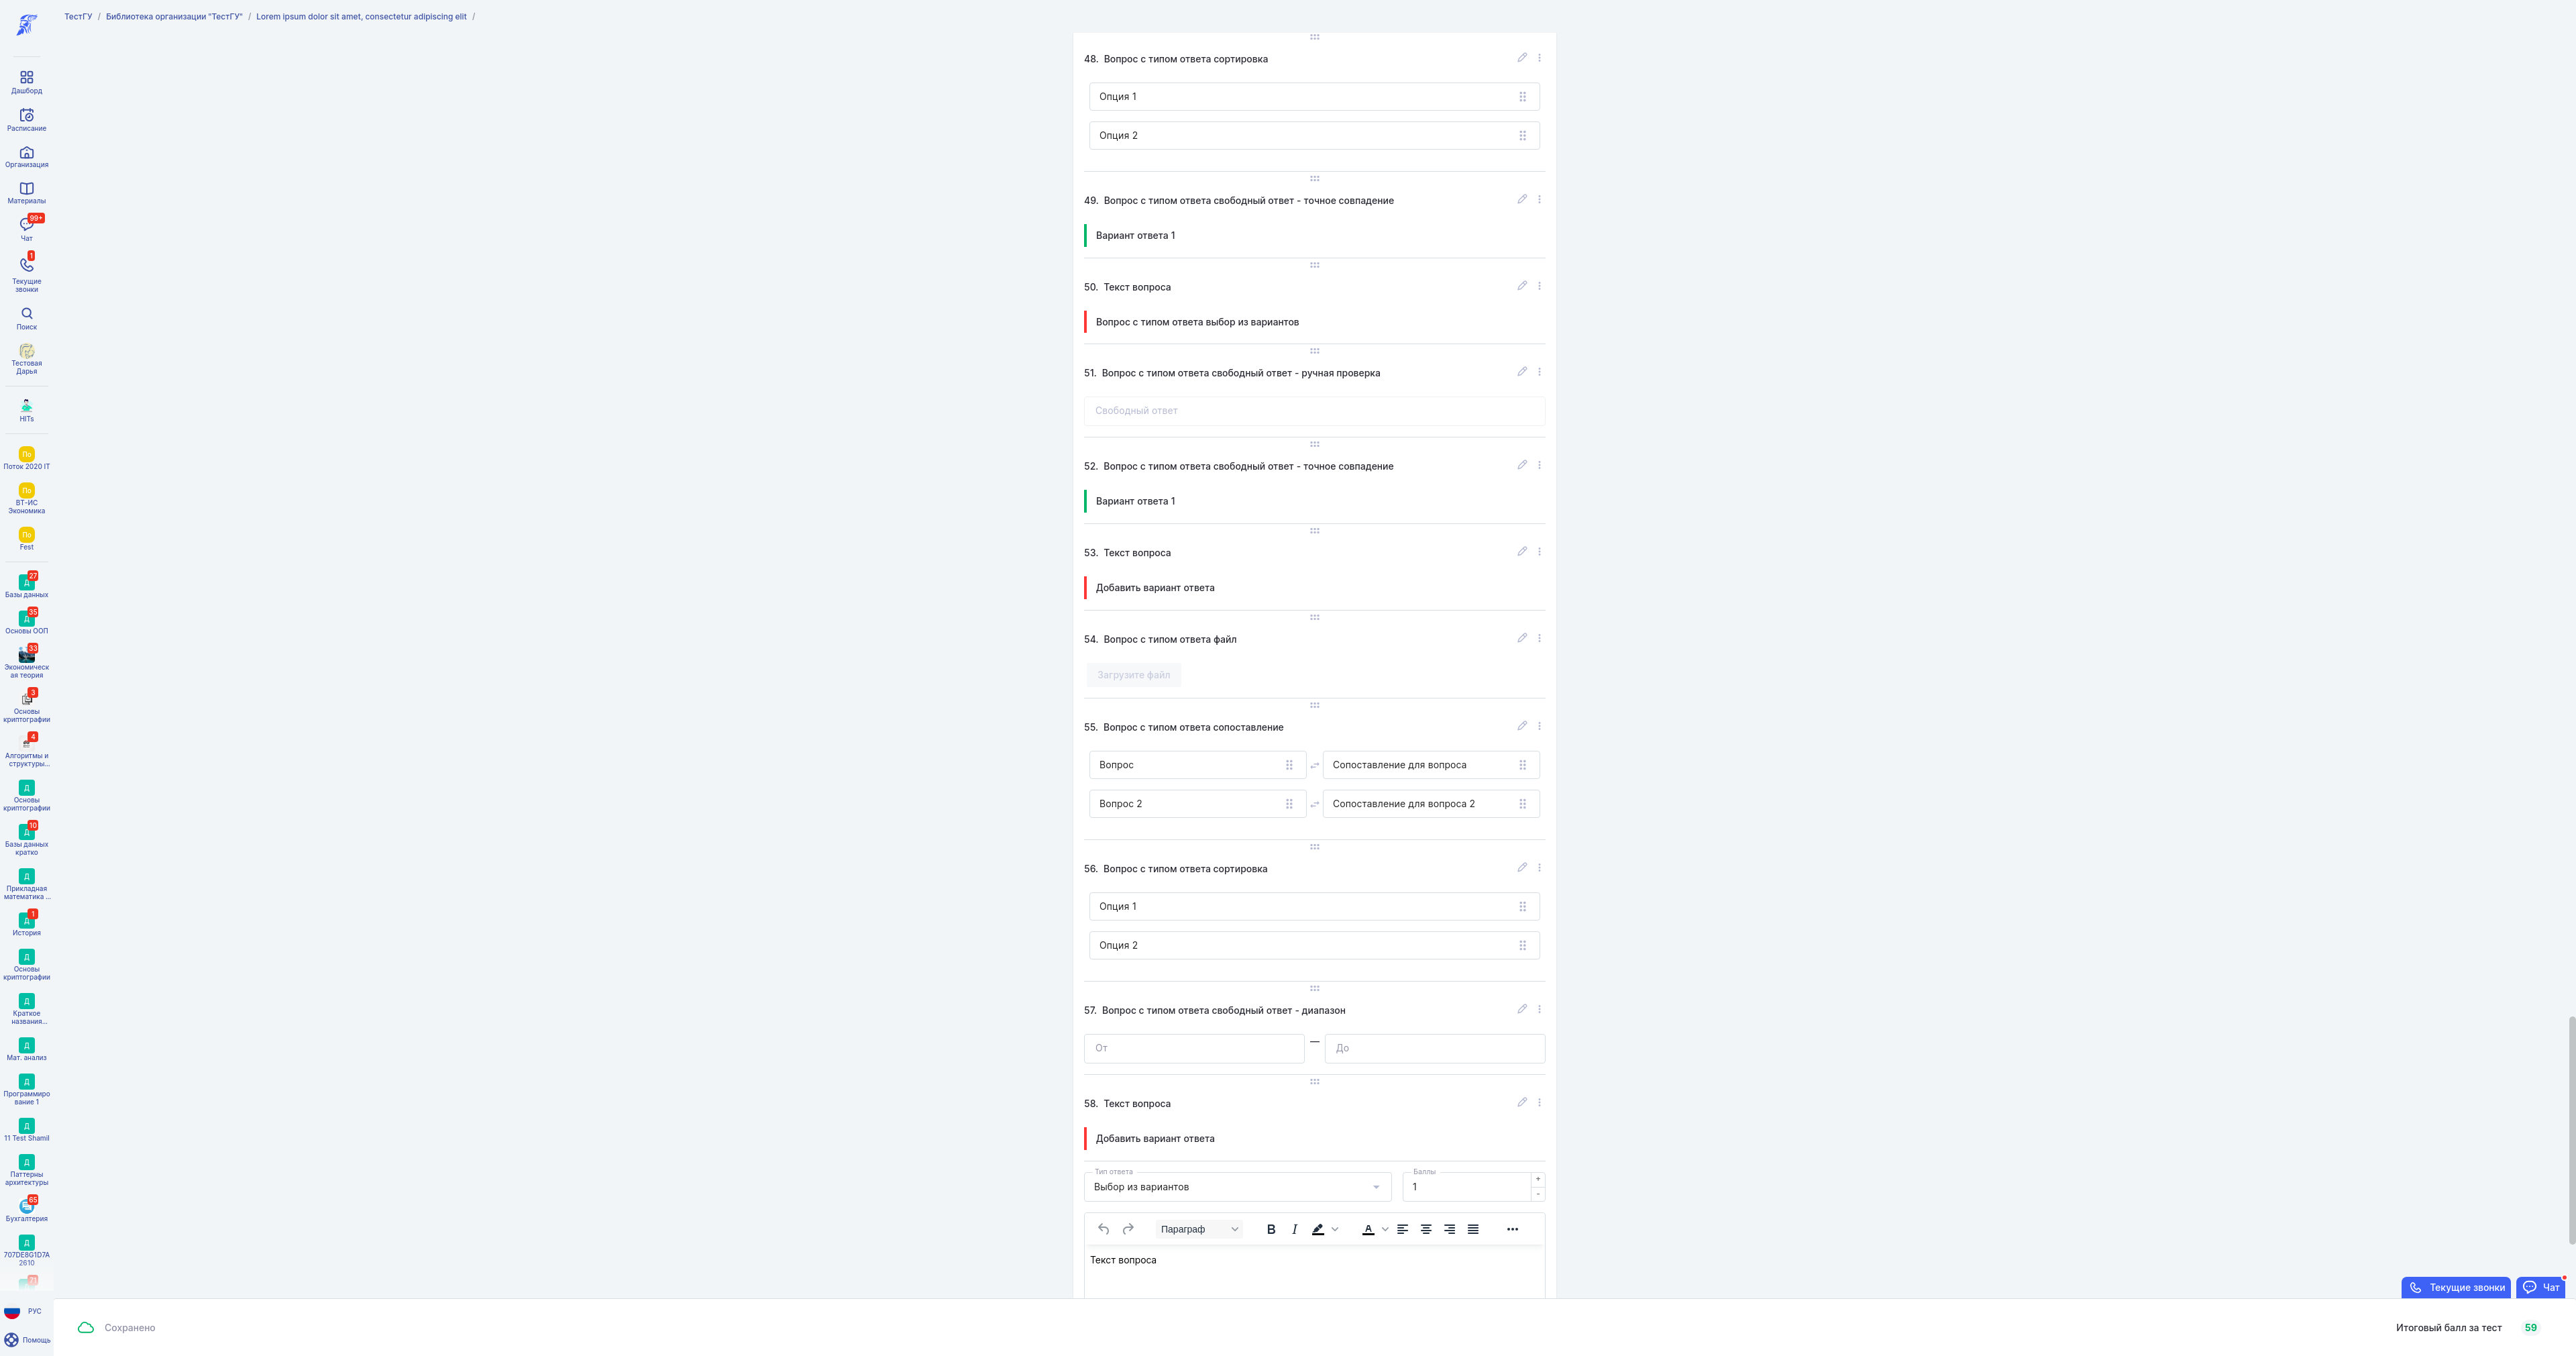 ТестГУ / Библиотека организации "ТестГУ" / Lorem ipsum dolor sit amet, consectetur adipiscing elit /
Дашборд
Расписание
Организация
Материалы
99+
Чат
1
Текущие
звонки
Поиск
Тестовая
Дарья
HITs
По
Поток 2020 IT
По
ВТ-ИС
Экономика
По
Fest
Д
27
Базы данных
Д
35
Основы ООП
33
Экономическ
ая теория
3
Основы
криптографии
4
Алгоритмы и
структуры...
Д
Основы
криптографии
Д
10
Базы данных
кратко
Д
Прикладная
математика ...
Д
1
История
Д
Основы
криптографии
Д
Краткое
названия...
Д
Мат. анализ
Д
Программиро
вание 1
Д
11 Test Shamil
Д
Паттерны
архитектуры
65
Бухгалтерия
Д
707DE8G1D7A
2610
РУС
Помощь
48. Вопрос с типом ответа сортировка
Опция 1
Опция 2
49. Вопрос с типом ответа свободный ответ - точное совпадение
Вариант ответа 1
50. Текст вопроса
Вопрос с типом ответа выбор из вариантов
51. Вопрос с типом ответа свободный ответ - ручная проверка
Свободный ответ
52. Вопрос с типом ответа свободный ответ - точное совпадение
Вариант ответа 1
53. Текст вопроса
Добавить вариант ответа
54. Вопрос с типом ответа файл
Загрузите файл
55. Вопрос с типом ответа сопоставление
Вопрос Сопоставление для вопроса
Вопрос 2 Сопоставление для вопроса 2
56. Вопрос с типом ответа сортировка
Опция 1
Опция 2
57. Вопрос с типом ответа свободный ответ - диапазон
От — До
58. Текст вопроса
Добавить вариант ответа
Тип ответа Баллы
Выбор из вариантов 1 + -
Параграф B I A
Текст вопроса
Текущие звонки Чат
Сохранено
Итоговый балл за тест 59